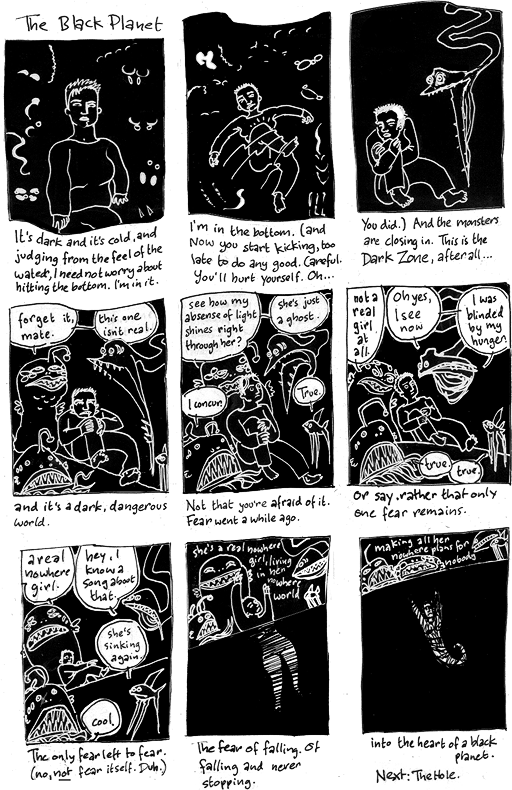 The Black Planet
It's dark and it's cold, and
judging from the feel of the
water, I need not worry about
hitting the bottom. I'm in it.
I'm in the bottom. (and
Now you start kicking, too
late to do any good. Careful.
You'll hurt yourself. Oh...
You did.) And the monsters
are closing in. This is the
Dark Zone, after all...
forget it,
mate.
this one
isn't real.
and it's a dark, dangerous
world.
see how my
absense of light
shines right
through her?
she's just
a ghost.
I concur.
True.
Not that you're afraid of it.
Fear went a while ago.
not a
real
girl
at
all.
Oh yes,
I see
now
I was
blinded
by my
hunger.
true.
true.
Or say, rather that only
one fear remains.
a real
nowhere
girl.
hey, I
know a
song about
that.
she's
sinking
again
cool.
The only fear left to fear.
(no, not fear itself. Duh.)
she's a real nowhere
girl, living
in her
nowhere
world
The fear of falling. Of
falling and never
stopping.
making all her
nowhere plans for
nobody
into the heart of a black
planet.
Next: The Hole.